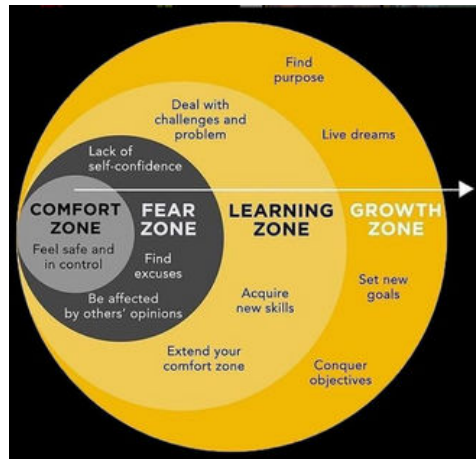 COMFORT
ZONE
Feel safe and
in control
FEAR
ZONE
Lack of
self-confidence
Find
excuses
Be affected
by others' opinions
LEARNING
ZONE
Deal with
challenges and
problem
Acquire
new skills
Extend your
comfort zone
GROWTH
ZONE
Find
purpose
Live dreams
Set new
goals
Conquer
objectives